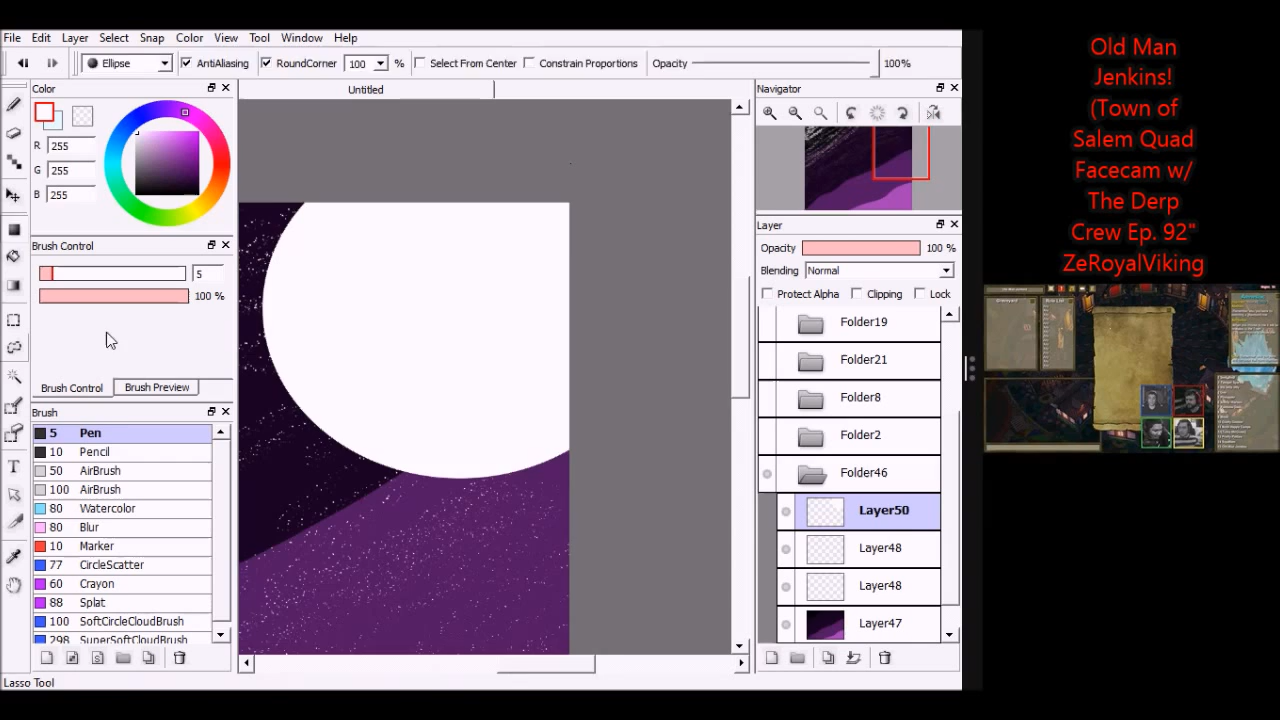 File Edit Layer Select Snap Color View Tool Window Help
Ellipse AntiAliasing RoundCorner 100 % Select From Center Constrain Proportions Opacity 100%
Color
R 255
G 255
B 255
Brush Control
5
100 %
Brush Control Brush Preview
Brush
5 Pen
10 Pencil
50 AirBrush
100 AirBrush
80 Watercolor
80 Blur
10 Marker
77 CircleScatter
60 Crayon
88 Splat
100 SoftCircleCloudBrush
298 SuperSoftCloudBrush
Lasso Tool
Untitled
Navigator
Layer
Opacity 100 %
Blending Normal
Protect Alpha Clipping Lock
Folder19
Folder21
Folder8
Folder2
Folder46
Layer50
Layer48
Layer48
Layer47
Old Man
Jenkins!
(Town of
Salem Quad
Facecam w/
The Derp
Crew Ep. 92"
ZeRoyalViking